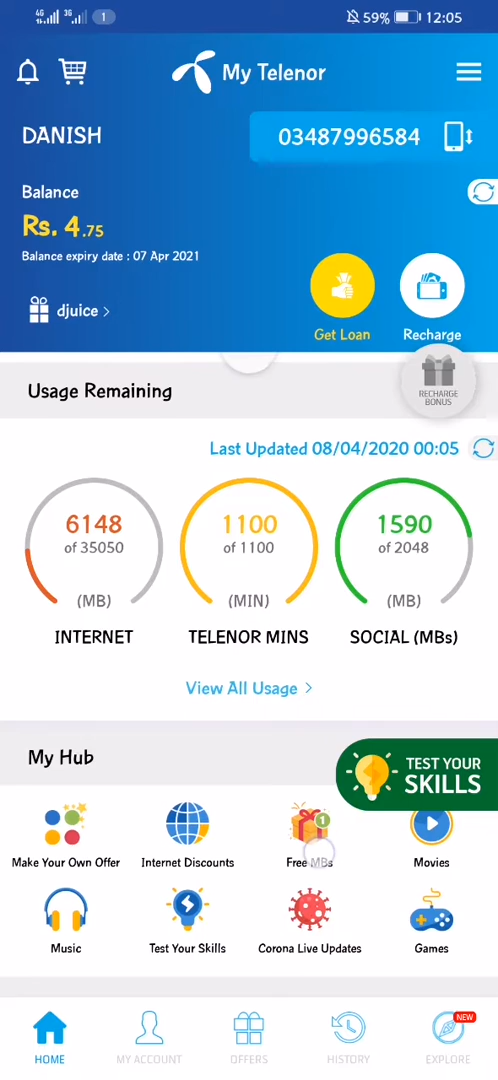 4G 3G 1 59% 12:05
My Telenor
DANISH 03487996584
Balance
Rs. 4.75
Balance expiry date : 07 Apr 2021
djuice >
Get Loan Recharge
Usage Remaining
RECHARGE
BONUS
Last Updated 08/04/2020 00:05
6148 1100 1590
of 35050 of 1100 of 2048
(MB) (MIN) (MB)
INTERNET TELENOR MINS SOCIAL (MBs)
View All Usage >
My Hub
TEST YOUR
SKILLS
1
Make Your Own Offer Internet Discounts Free MBs Movies
Music Test Your Skills Corona Live Updates Games
NEW
HOME MY ACCOUNT OFFERS HISTORY EXPLORE